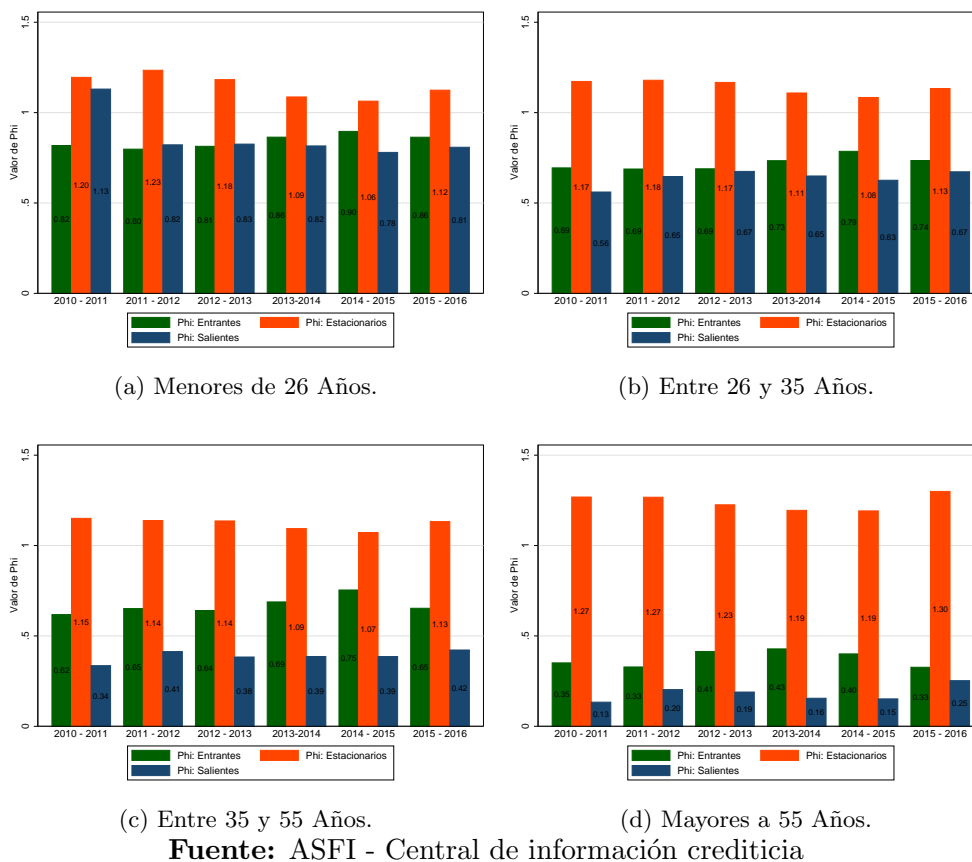 Valor de Phi
1.5
1
.5
0
0.82 1.20 1.13 0.80 1.23 0.82 0.81 1.18 0.83 0.86 1.09 0.82 0.90 1.06 0.78 0.86 1.12 0.81
2010 - 2011 2011 - 2012 2012 - 2013 2013-2014 2014 - 2015 2015 - 2016
Phi: Entrantes Phi: Estacionarios
Phi: Salientes
(a) Menores de 26 Años.
Valor de Phi
1.5
1
.5
0
0.69 1.17 0.56 0.69 1.18 0.65 0.69 1.17 0.67 0.73 1.11 0.65 0.79 1.08 0.63 0.74 1.13 0.67
2010 - 2011 2011 - 2012 2012 - 2013 2013-2014 2014 - 2015 2015 - 2016
Phi: Entrantes Phi: Estacionarios
Phi: Salientes
(b) Entre 26 y 35 Años.
Valor de Phi
1.5
1
.5
0
0.62 1.15 0.34 0.65 1.14 0.41 0.64 1.14 0.38 0.69 1.09 0.39 0.75 1.07 0.39 0.65 1.13 0.42
2010 - 2011 2011 - 2012 2012 - 2013 2013-2014 2014 - 2015 2015 - 2016
Phi: Entrantes Phi: Estacionarios
Phi: Salientes
(c) Entre 35 y 55 Años.
Valor de Phi
1.5
1
.5
0
0.35 1.27 0.13 0.33 1.27 0.20 0.41 1.23 0.19 0.43 1.19 0.16 0.40 1.19 0.15 0.33 1.30 0.25
2010 - 2011 2011 - 2012 2012 - 2013 2013-2014 2014 - 2015 2015 - 2016
Phi: Entrantes Phi: Estacionarios
Phi: Salientes
(d) Mayores a 55 Años.
Fuente: ASFI - Central de información crediticia